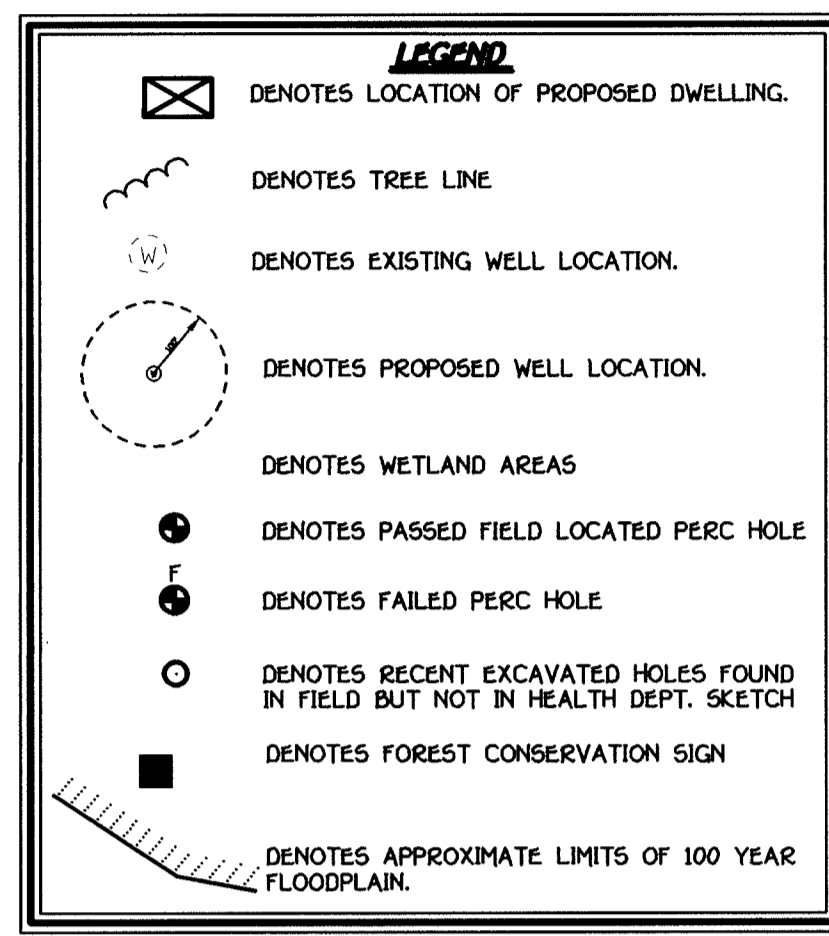 LEGEND
DENOTES LOCATION OF PROPOSED DWELLING.
DENOTES TREE LINE
W
DENOTES EXISTING WELL LOCATION.
100'
W
DENOTES PROPOSED WELL LOCATION.
DENOTES WETLAND AREAS
DENOTES PASSED FIELD LOCATED PERC HOLE
F
DENOTES FAILED PERC HOLE
DENOTES RECENT EXCAVATED HOLES FOUND
IN FIELD BUT NOT IN HEALTH DEPT. SKETCH
DENOTES FOREST CONSERVATION SIGN
DENOTES APPROXIMATE LIMITS OF 100 YEAR
FLOODPLAIN.